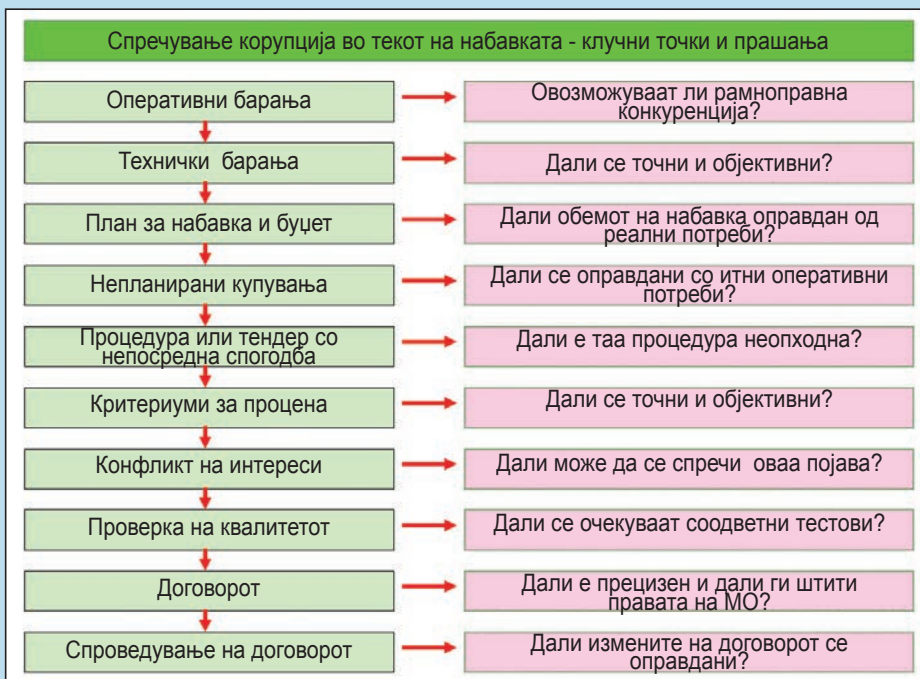 Спречување корупција во текот на набавката - клучни точки и прашања
Оперативни барања
Овозможуваат ли рамноправна
конкуренција?
Технички барања
Дали се точни и објективни?
План за набавка и буџет
Дали обемот на набавка оправдан од
реални потреби?
Непланирани купувања
Дали се оправдани со итни оперативни
потреби?
Процедура или тендер со
непосредна спогодба
Дали е таа процедура неопходна?
Критериуми за процена
Дали се точни и објективни?
Конфликт на интереси
Дали може да се спречи оваа појава?
Проверка на квалитетот
Дали се очекуваат соодветни тестови?
Договорот
Дали е прецизен и дали ги штити
правата на МО?
Спроведување на договорот
Дали измените на договорот се
оправдани?